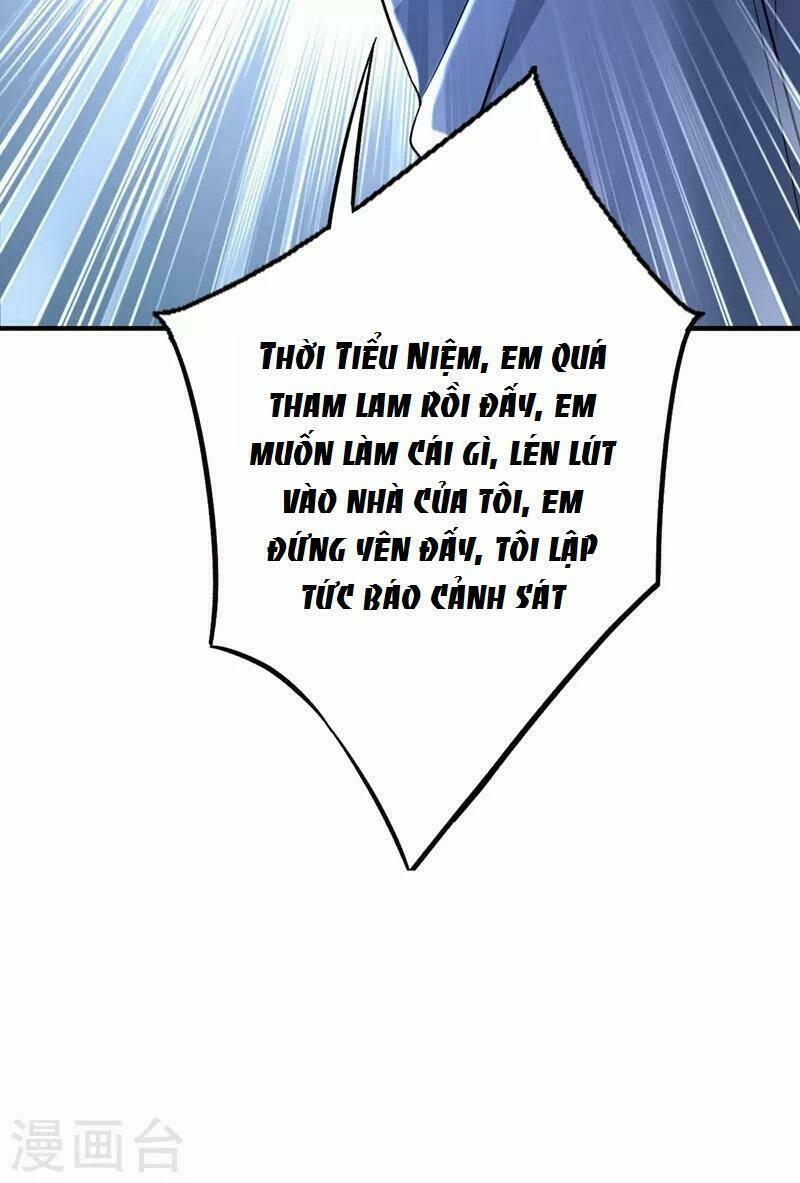 THỜI TIỂU NIỆM, EM QUÁ
THAM LAM RỒI ĐẤY, EM
MUỐN LÀM CÁI GÌ, LÉN LÚT
VÀO NHÀ CỦA TÔI, EM
ĐỨNG YÊN ĐẤY, TÔI LẬP
TỨC BÁO CẢNH SÁT
漫画台